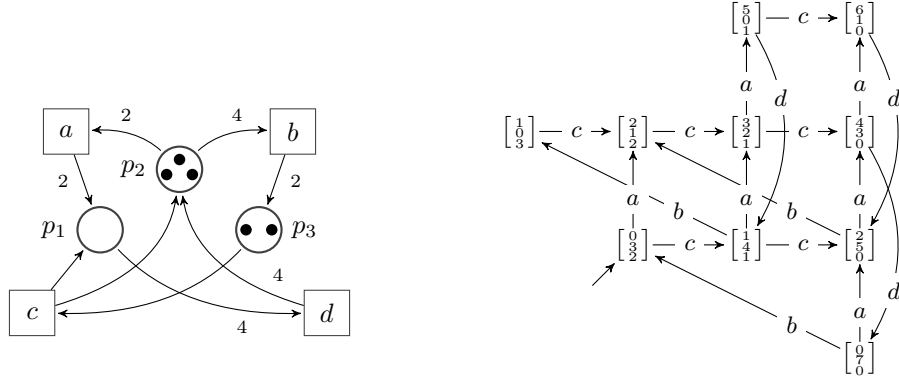 5 0 1 c 6 1 0
2 4
a b a a
d d
p2
1 0 3 c 2 1 2 c 3 2 1 c 4 3 0
2 2
a b a b a
p1 p3
0 3 2 c 1 4 1 c 2 5 0
4
d
c d a
4
b
0 7 0